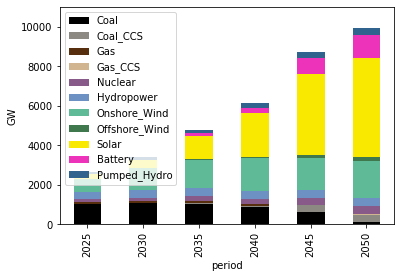 10000
8000
6000
4000
2000
0
GW
Coal
Coal_CCS
Gas
Gas_CCS
Nuclear
Hydropower
Onshore_Wind
Offshore_Wind
Solar
Battery
Pumped_Hydro
2025
2030
2035
2040
2045
2050
period